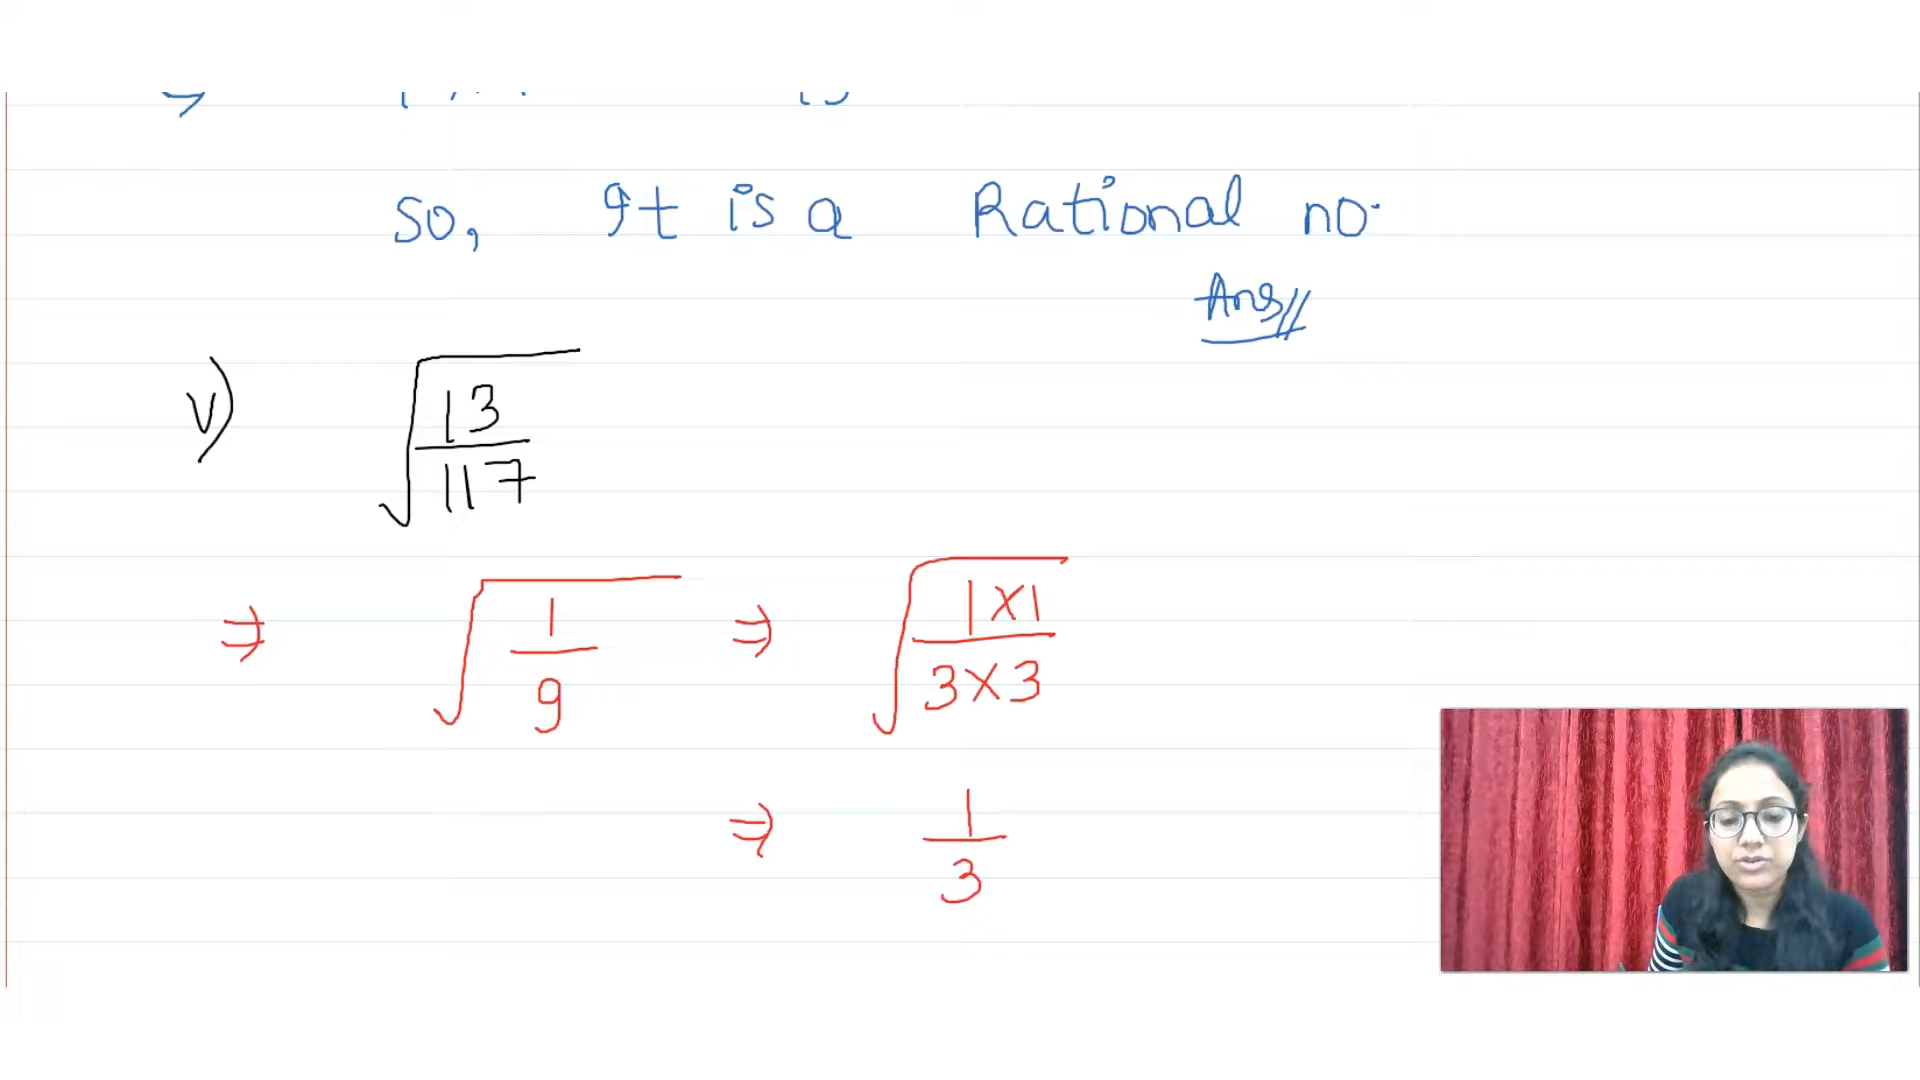 So, It is a Rational no.
Ans
v) √13/117
⇒ √1/9 ⇒ √1×1/3×3
⇒ 1/3